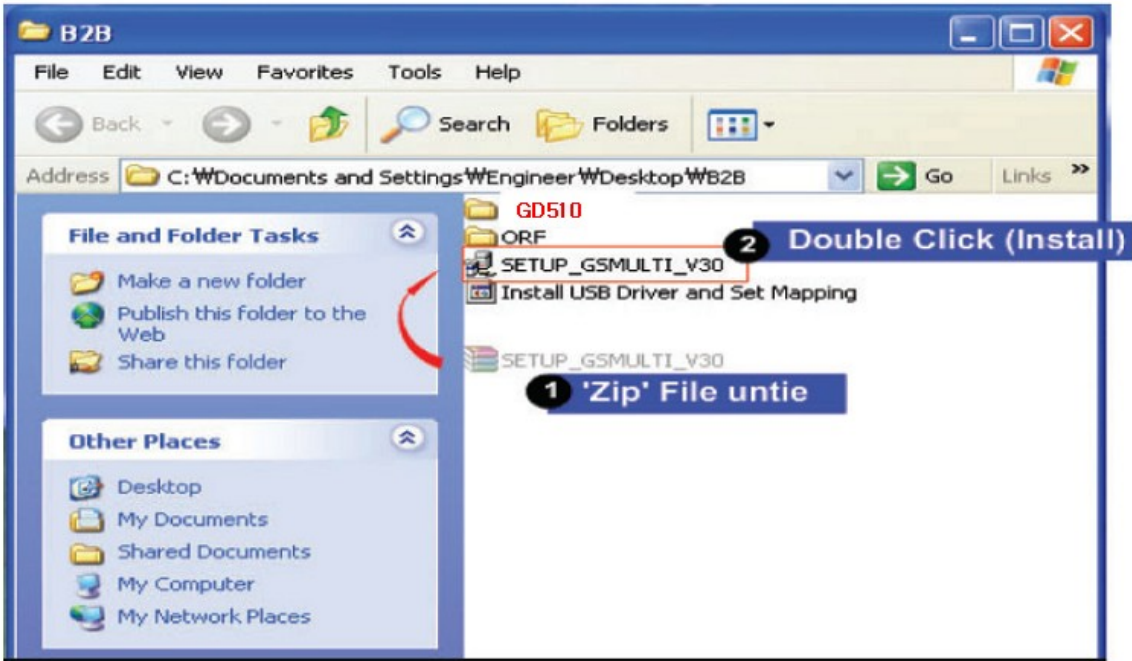 B2B
File Edit View Favorites Tools Help
Back Search Folders
Address C:₩Documents and Settings₩Engineer₩Desktop₩B2B Go Links »
File and Folder Tasks
Make a new folder
Publish this folder to the
Web
Share this folder
Other Places
Desktop
My Documents
Shared Documents
My Computer
My Network Places
GD510
ORF
SETUP_GSMULTI_V30
2 Double Click (Install)
Install USB Driver and Set Mapping
SETUP_GSMULTI_V30
1 'Zip' File untie